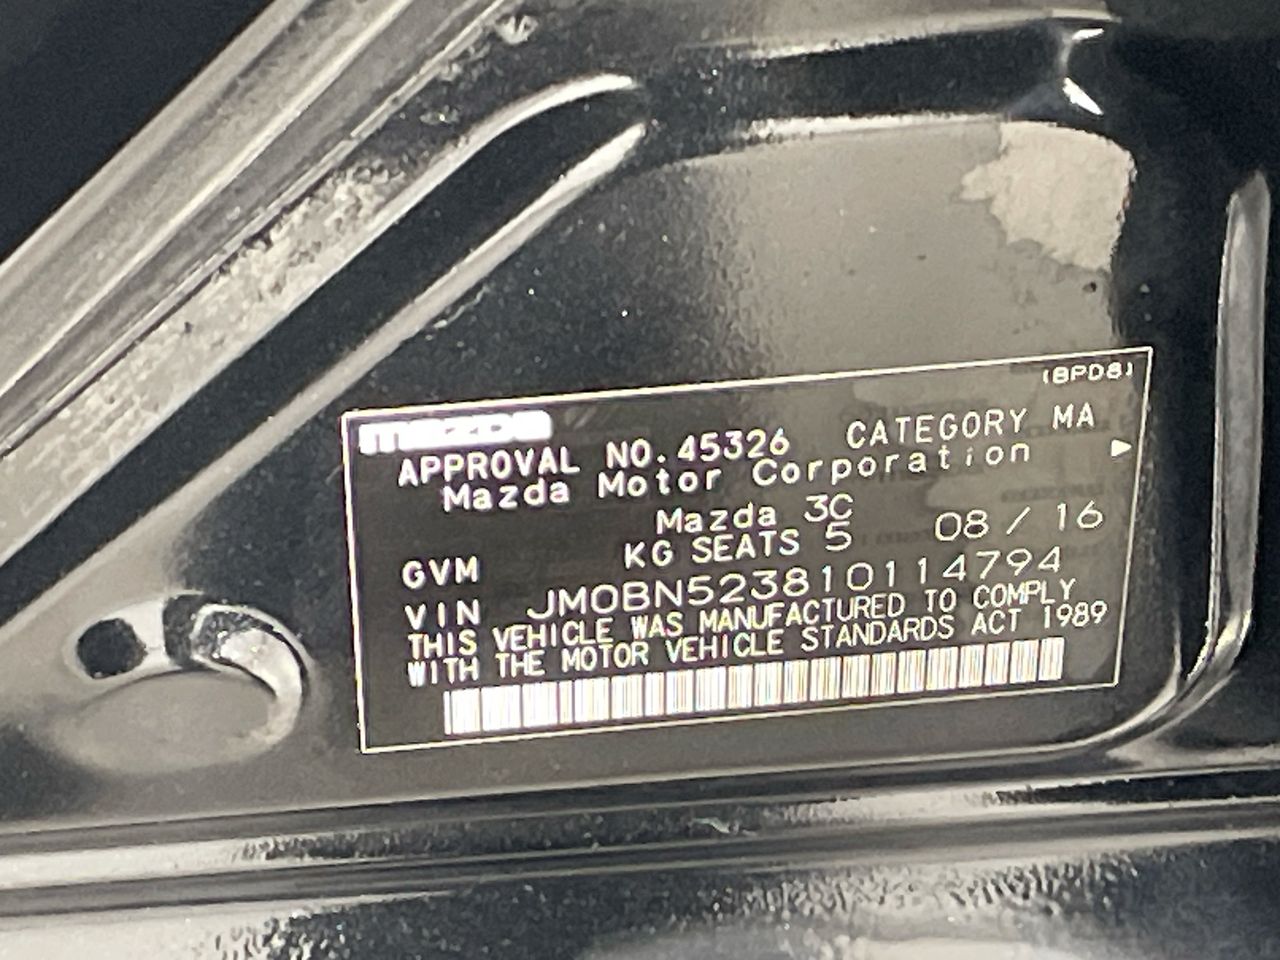 (BPD8)
mazda
APPROVAL NO.45326 CATEGORY MA
Mazda Motor Corporation ▶
Mazda 3C
08 / 16
GVM KG SEATS 5
VIN JM0BN523810114794
THIS VEHICLE WAS MANUFACTURED TO COMPLY
WITH THE MOTOR VEHICLE STANDARDS ACT 1989